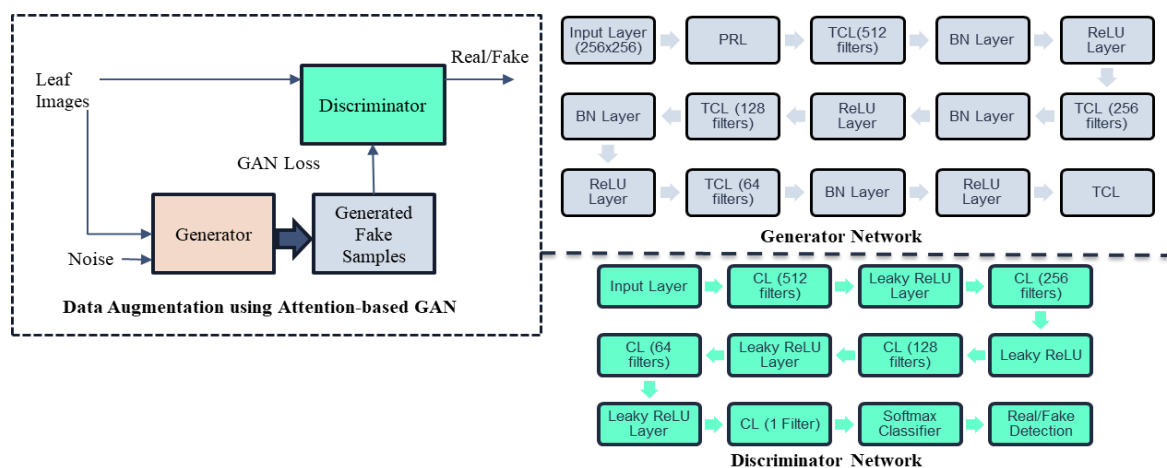 Leaf
Images
Real/Fake
Discriminator
GAN Loss
Generator
Generated
Fake
Samples
Noise
Data Augmentation using Attention-based GAN
Input Layer
(256x256)
PRL
TCL(512
filters)
BN Layer
ReLU
Layer
TCL (256
filters)
BN Layer
ReLU
Layer
TCL (128
filters)
BN Layer
ReLU
Layer
TCL (64
filters)
BN Layer
ReLU
Layer
TCL
Generator Network
Input Layer
CL (512
filters)
Leaky ReLU
Layer
CL (256
filters)
Leaky ReLU
CL (128
filters)
Leaky ReLU
Layer
CL (64
filters)
Leaky ReLU
Layer
CL (1 Filter)
Softmax
Classifier
Real/Fake
Detection
Discriminator Network